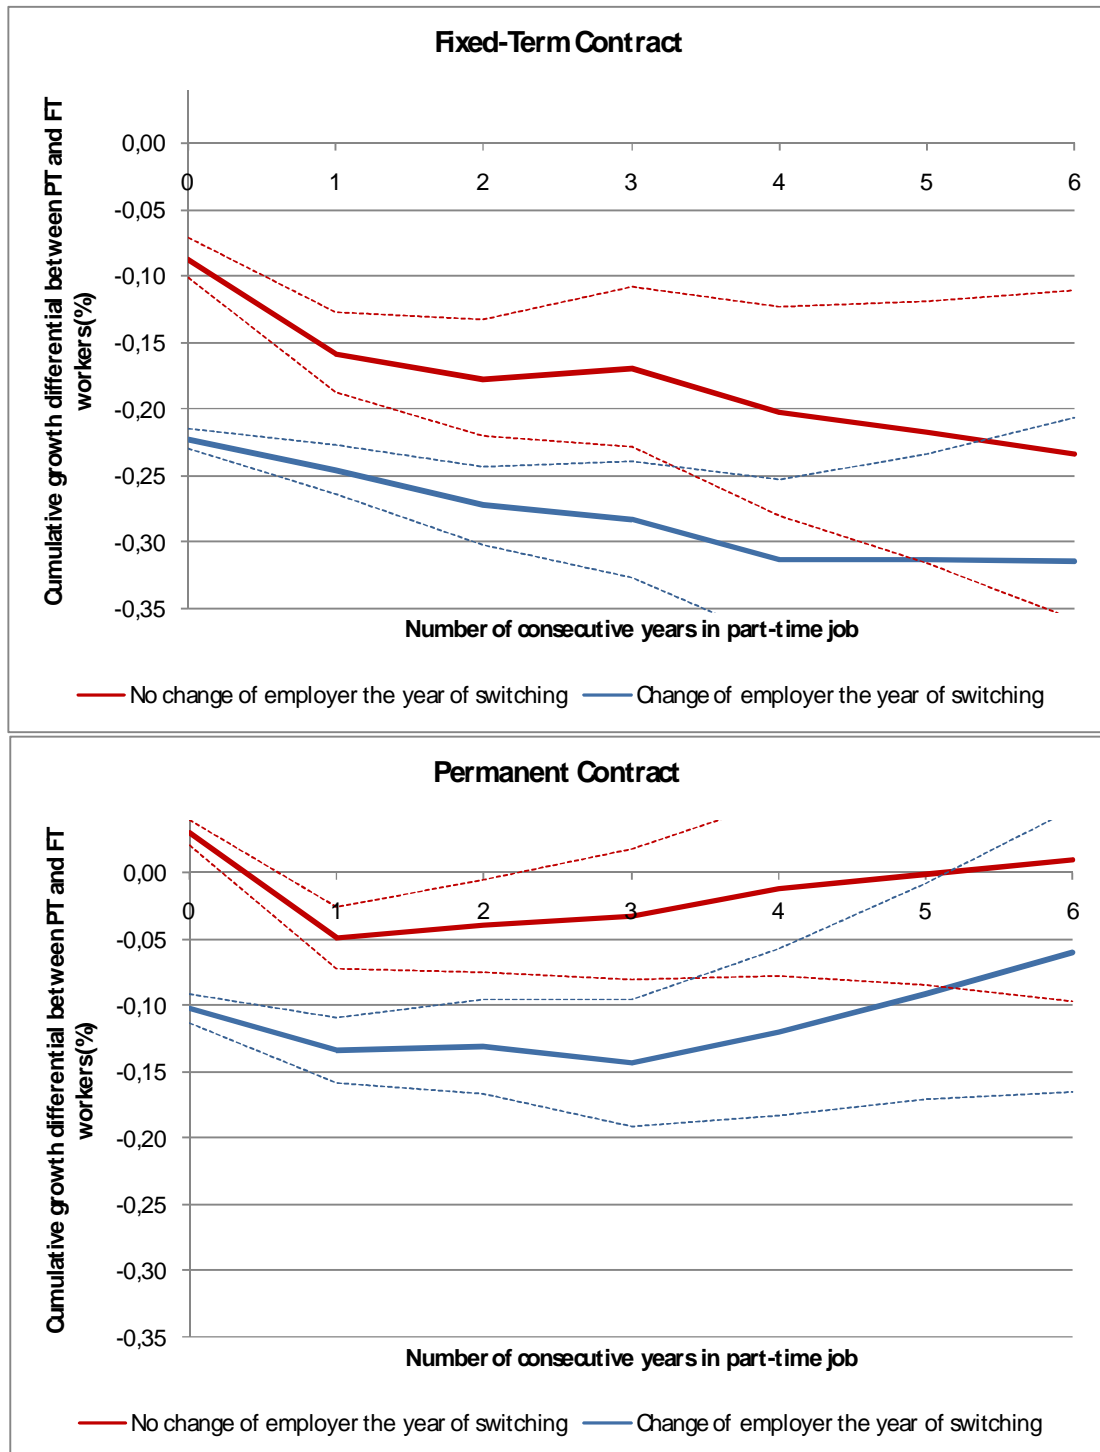 Fixed-Term Contract
Cumulative growth differential between PT and FT
workers(%)
0,00
-0,05
-0,10
-0,15
-0,20
-0,25
-0,30
-0,35
0 1 2 3 4 5 6
Number of consecutive years in part-time job
No change of employer the year of switching Change of employer the year of switching
Permanent Contract
Cumulative growth differential between PT and FT
workers(%)
0,00
-0,05
-0,10
-0,15
-0,20
-0,25
-0,30
-0,35
0 1 2 3 4 5 6
Number of consecutive years in part-time job
No change of employer the year of switching Change of employer the year of switching